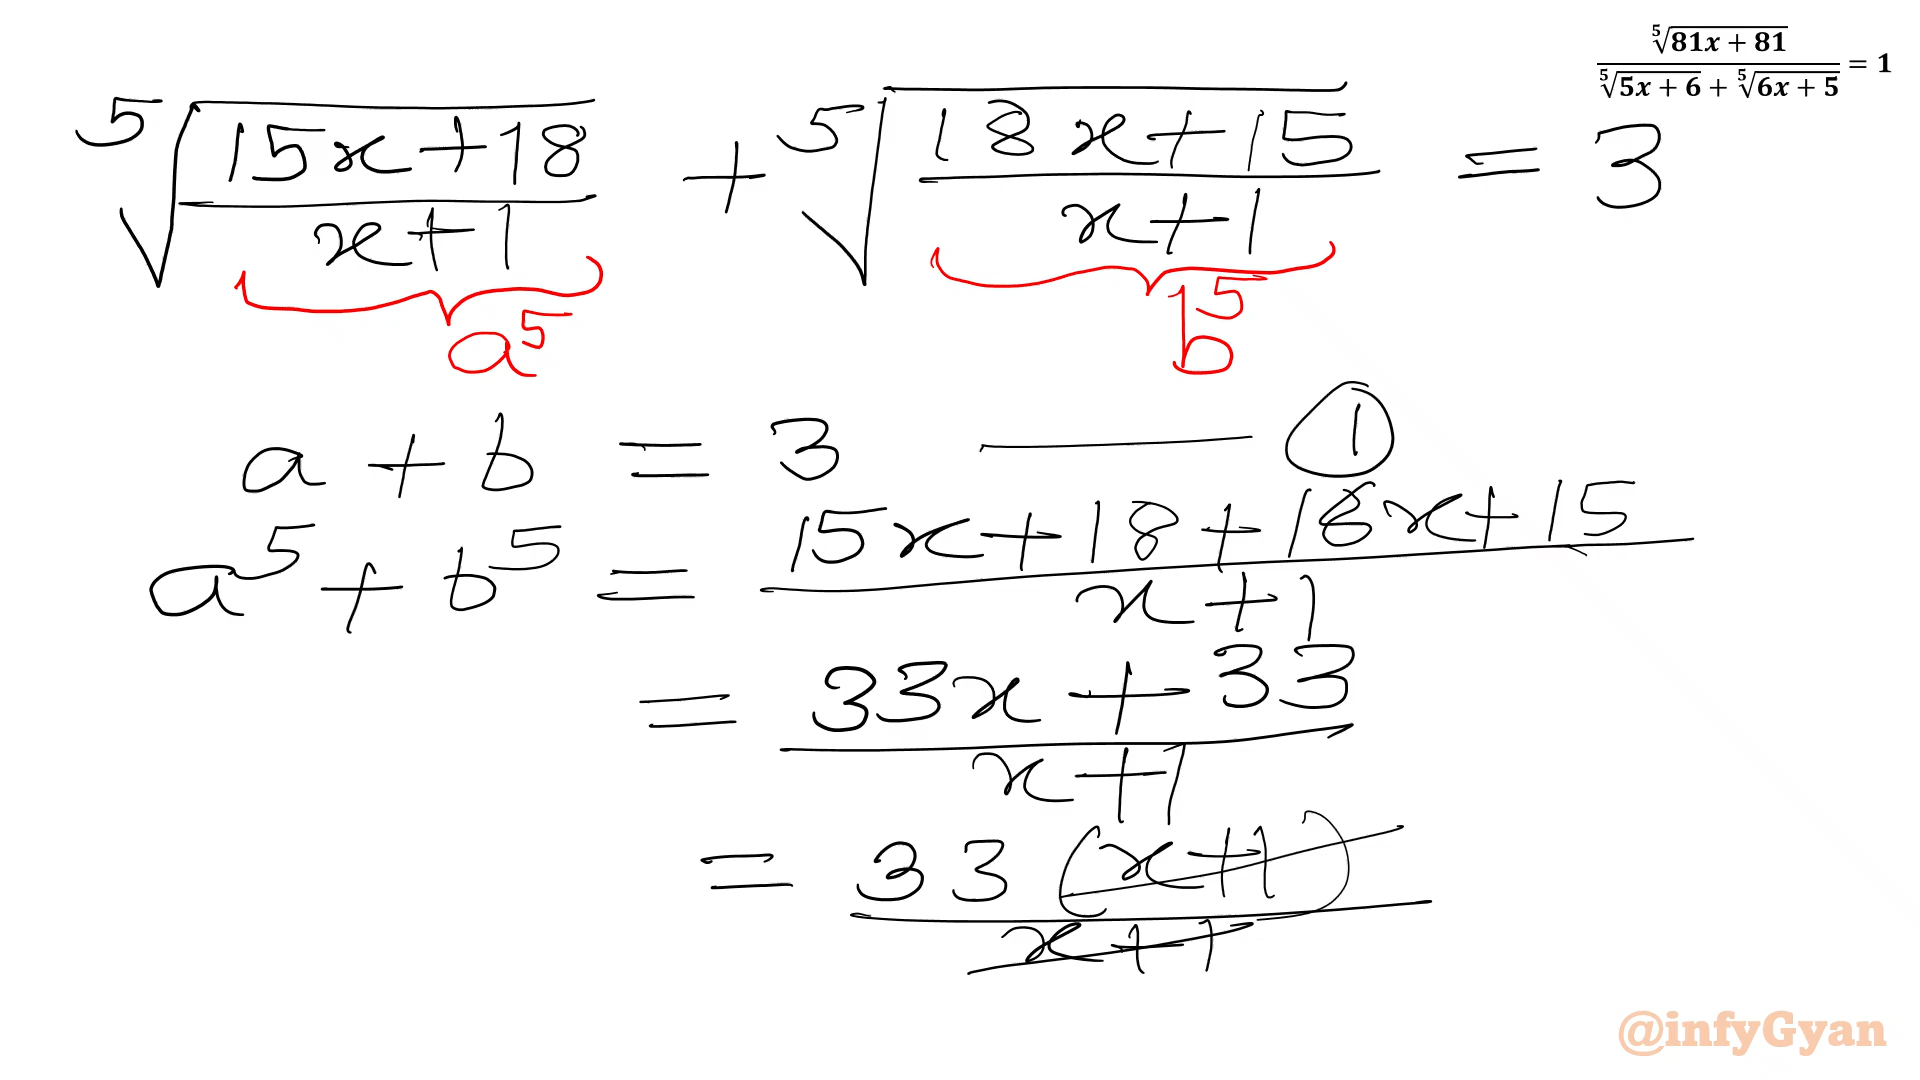 ⁵√(81x + 81) / (⁵√(5x + 6) + ⁵√(6x + 5)) = 1
⁵√((15x+18)/(x+1)) + ⁵√((18x+15)/(x+1)) = 3
a⁵ b⁵
a + b = 3 —— ①
a⁵ + b⁵ = (15x+18+18x+15)/(x+1)
= (33x+33)/(x+1)
= 33(x+1)/(x+1)
@infyGyan